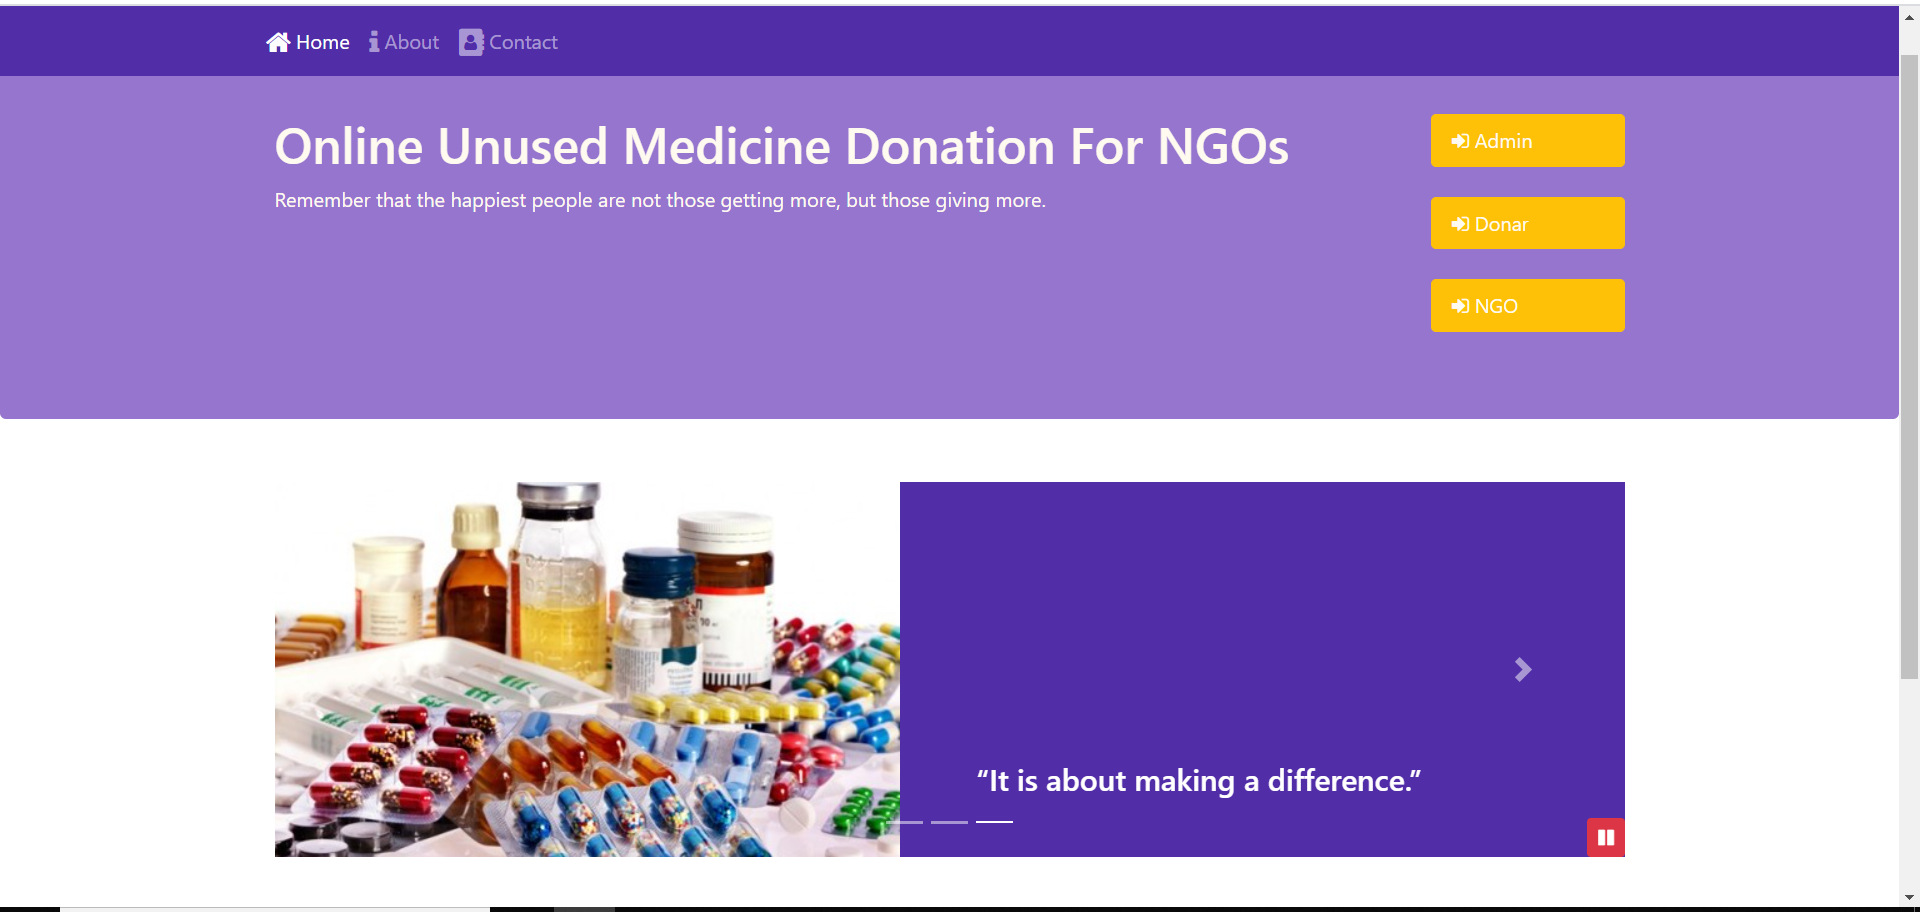 Home About Contact
Online Unused Medicine Donation For NGOs
Remember that the happiest people are not those getting more, but those giving more.
Admin
Donar
NGO
“It is about making a difference.”